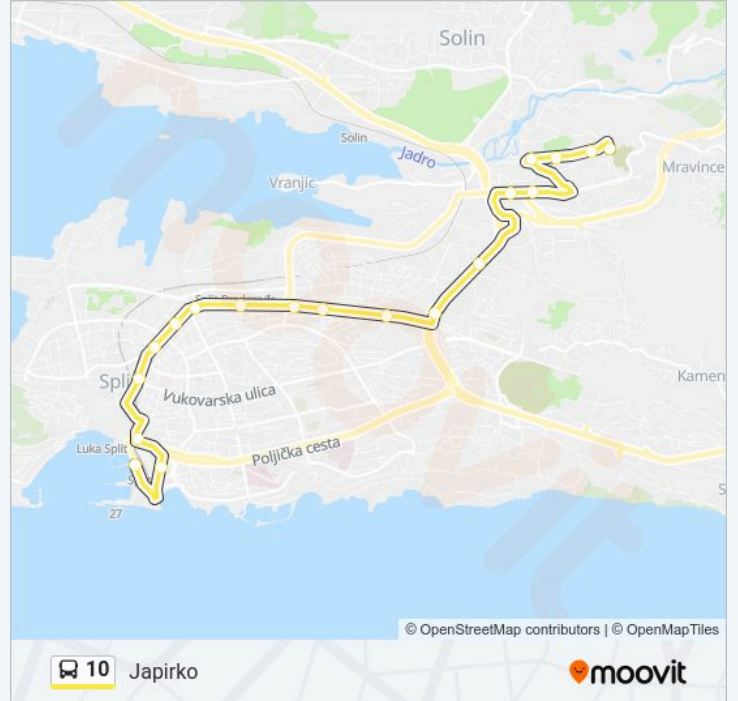 Solin
Solin
Jadro
Vranjic
Mravince
Kamen
Vukovarska ulica
Poljička cesta
Luka Split
27
© OpenStreetMap contributors | © OpenMapTiles
10 Japirko
moovit